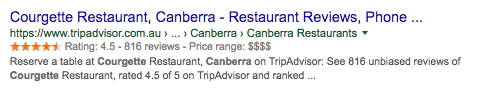 Courgette Restaurant, Canberra - Restaurant Reviews, Phone ...
https://www.tripadvisor.com.au › ... › Canberra › Canberra Restaurants
Rating: 4.5 - 816 reviews - Price range: $$$$
Reserve a table at Courgette Restaurant, Canberra on TripAdvisor: See 816 unbiased reviews of
Courgette Restaurant, rated 4.5 of 5 on TripAdvisor and ranked ...